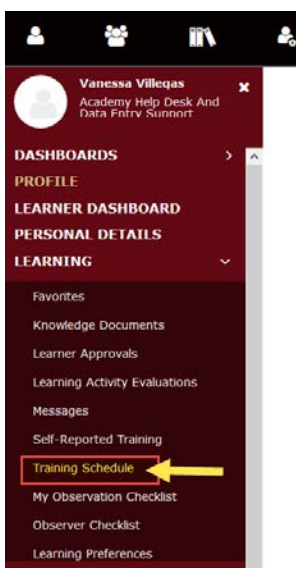 Vanessa Villegas
Academy Help Desk And
Data Entry Support
DASHBOARDS
PROFILE
LEARNER DASHBOARD
PERSONAL DETAILS
LEARNING
Favorites
Knowledge Documents
Learner Approvals
Learning Activity Evaluations
Messages
Self-Reported Training
Training Schedule
My Observation Checklist
Observer Checklist
Learning Preferences